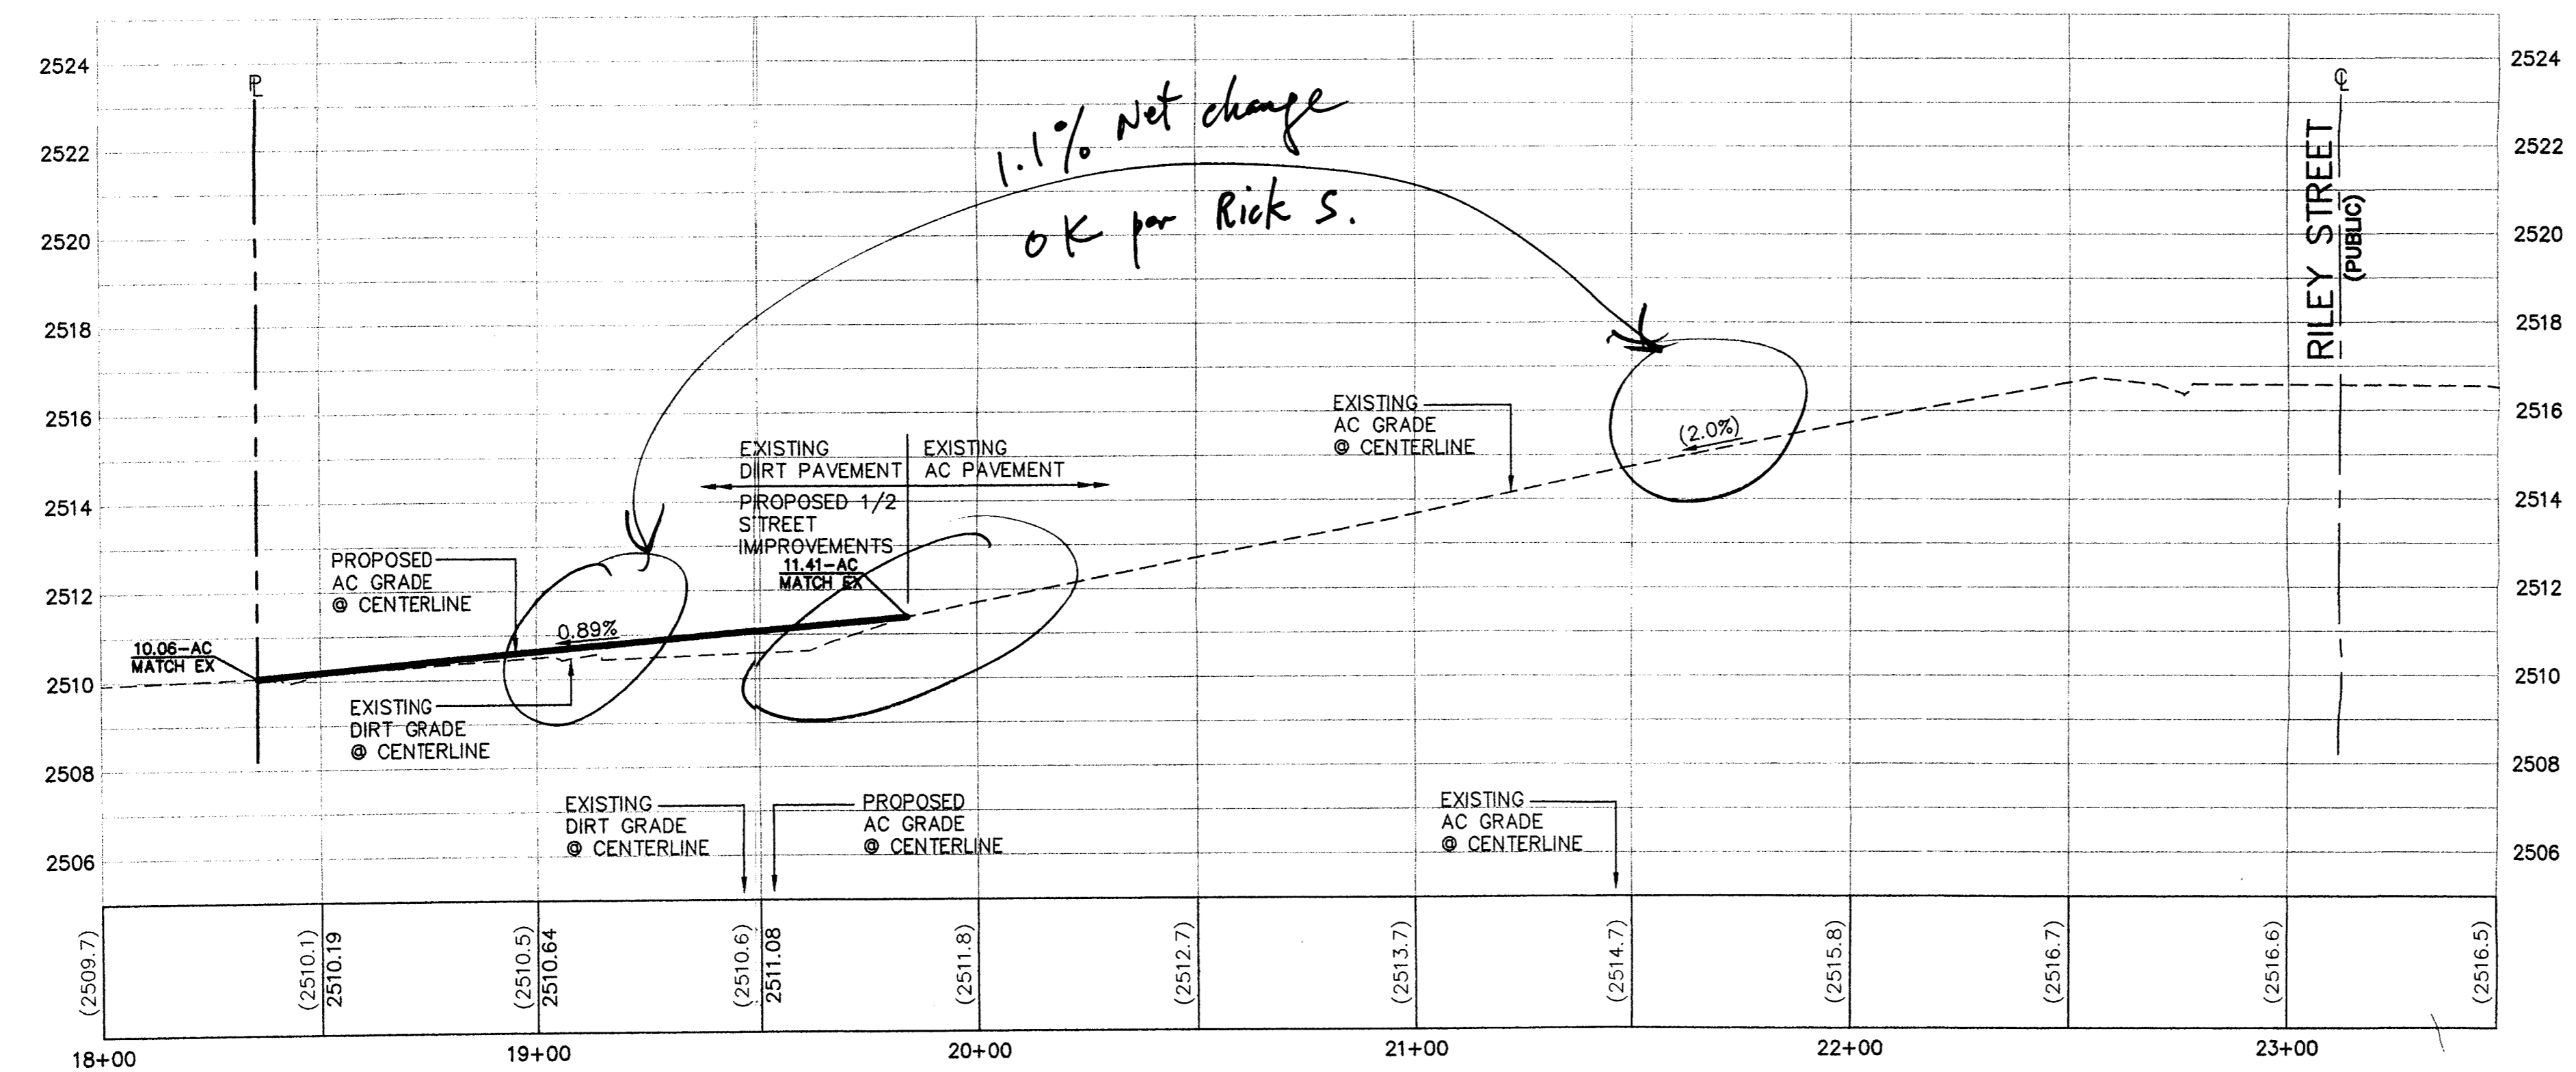 2524
2522
2520
2518
2516
2514
2512
2510
2508
2506
PL
1.1% Net change
OK per Rick S.
CL
RILEY STREET
(PUBLIC)
2524
2522
2520
2518
2516
2514
2512
2510
2508
2506
EXISTING
AC GRADE
@ CENTERLINE
(2.0%)
EXISTING
DIRT PAVEMENT
EXISTING
AC PAVEMENT
PROPOSED 1/2
STREET
IMPROVEMENTS
11.41-AC
MATCH EX
PROPOSED
AC GRADE
@ CENTERLINE
0.89%
10.06-AC
MATCH EX
EXISTING
DIRT GRADE
@ CENTERLINE
EXISTING
DIRT GRADE
@ CENTERLINE
PROPOSED
AC GRADE
@ CENTERLINE
EXISTING
AC GRADE
@ CENTERLINE
(2509.7)
(2510.1)
2510.19
(2510.5)
2510.64
(2510.6)
2511.08
(2511.8)
(2512.7)
(2513.7)
(2514.7)
(2515.8)
(2516.7)
(2516.6)
(2516.5)
18+00
19+00
20+00
21+00
22+00
23+00